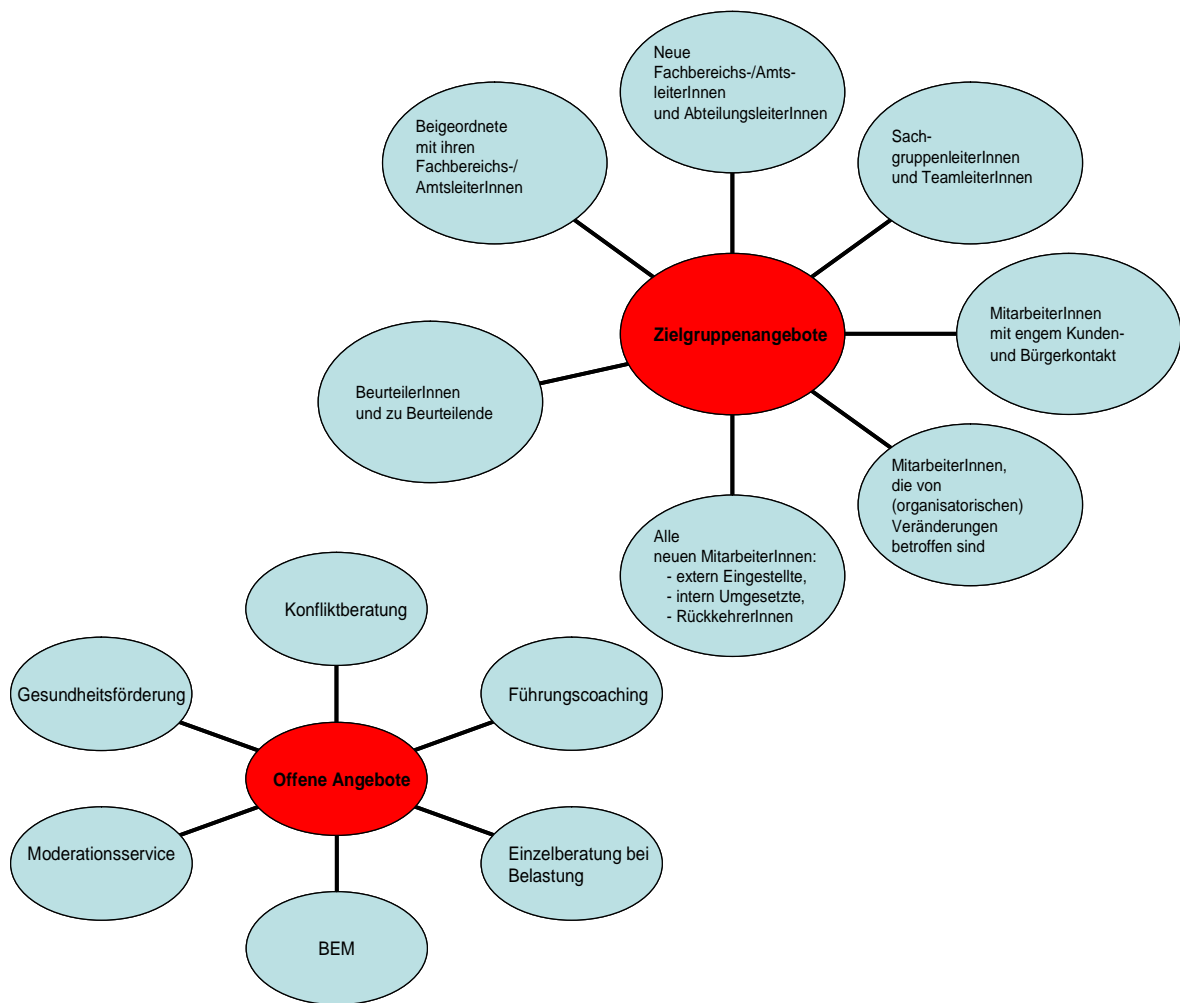 Neue
Fachbereichs-/Amts-
leiterInnen
und AbteilungsleiterInnen
Beigeordnete
mit ihren
Fachbereichs-/
AmtsleiterInnen
Sach-
gruppenleiterInnen
und TeamleiterInnen
Zielgruppenangebote
MitarbeiterInnen
mit engem Kunden-
und Bürgerkontakt
BeurteilerInnen
und zu Beurteilende
MitarbeiterInnen,
die von
(organisatorischen)
Veränderungen
betroffen sind
Alle
neuen MitarbeiterInnen:
- extern Eingestellte,
- intern Umgesetzte,
- RückkehrerInnen
Konfliktberatung
Gesundheitsförderung
Führungscoaching
Offene Angebote
Moderationsservice
Einzelberatung bei
Belastung
BEM